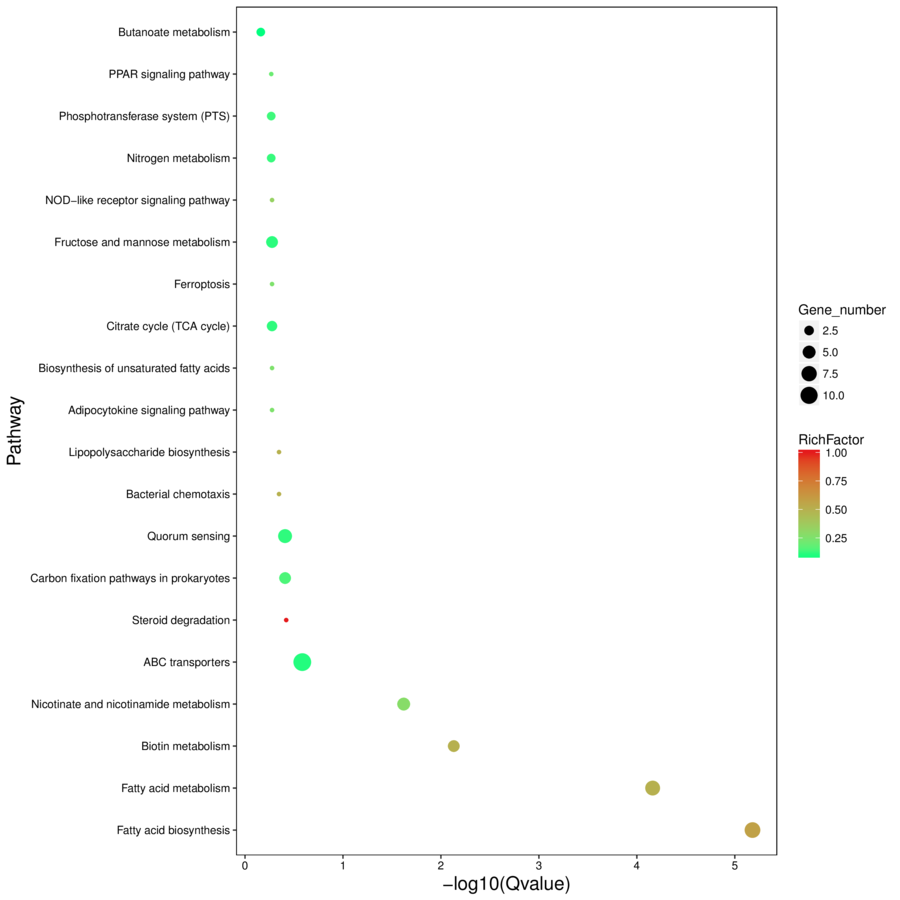 Butanoate metabolism
PPAR signaling pathway
Phosphotransferase system (PTS)
Nitrogen metabolism
NOD−like receptor signaling pathway
Fructose and mannose metabolism
Ferroptosis
Citrate cycle (TCA cycle)
Biosynthesis of unsaturated fatty acids
Adipocytokine signaling pathway
Lipopolysaccharide biosynthesis
Bacterial chemotaxis
Quorum sensing
Carbon fixation pathways in prokaryotes
Steroid degradation
ABC transporters
Nicotinate and nicotinamide metabolism
Biotin metabolism
Fatty acid metabolism
Fatty acid biosynthesis
Pathway
0 1 2 3 4 5
−log10(Qvalue)
Gene_number
2.5
5.0
7.5
10.0
RichFactor
1.00
0.75
0.50
0.25